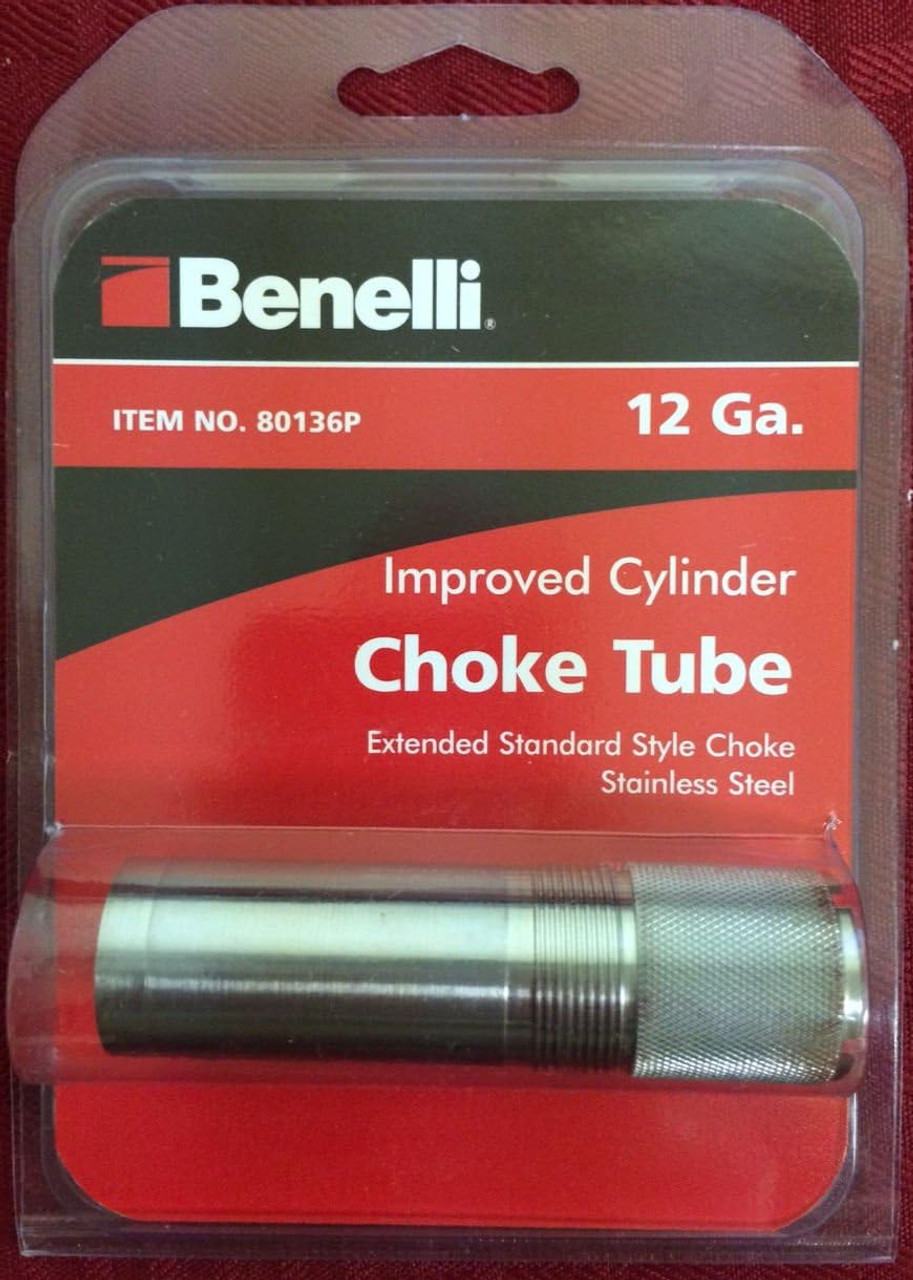 Benelli®
ITEM NO. 80136P
12 Ga.
Improved Cylinder
Choke Tube
Extended Standard Style Choke
Stainless Steel